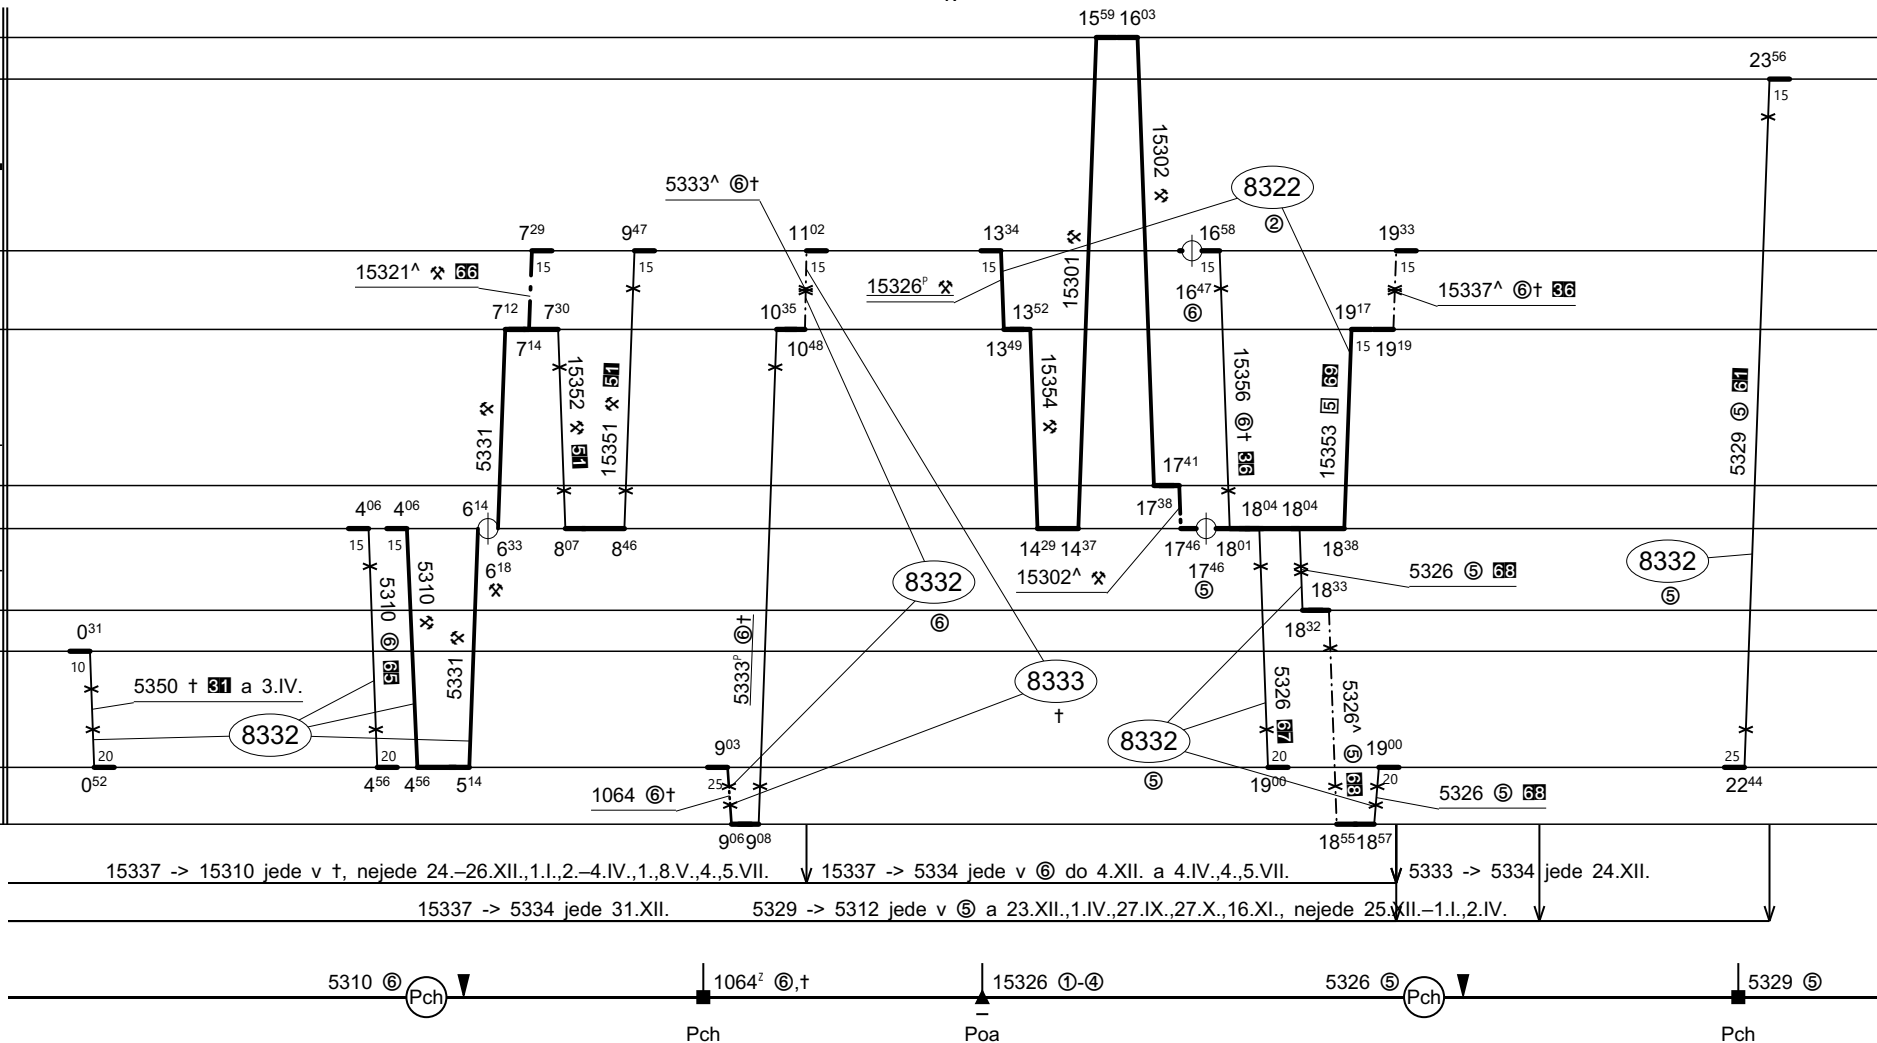 15⁵⁹ 16⁰³
23⁵⁶
15
15302 ⚒
5333^ ⑥†
8322
②
7²⁹ 9⁴⁷ 11⁰² 13³⁴ 16⁵⁸ 19³³
15 15 15 15 15 15
15321^ ⚒ 66
15326ᴾ ⚒
15301 ⚒
16⁴⁷
⑥
15337^ ⑥† 36
7¹² 7³⁰ 10³⁵ 13⁵² 19¹⁷
7¹⁴ 10⁴⁸ 13⁴⁹ 15 19¹⁹
5331 ⚒
15352 ⚒ 51
15351 ⚒ 51
15354 ⚒
15356 ⑥† 36
15353 5 69
5329 ⑤ 61
17⁴¹
4⁰⁶ 4⁰⁶ 6¹⁴ 17³⁸ 18⁰⁴ 18⁰⁴
15 15 6³³ 8⁰⁷ 8⁴⁶ 14²⁹ 14³⁷ 17⁴⁶ 18⁰¹ 18³⁸
6¹⁸
⚒
15302^ ⚒
17⁴⁶
⑤
5326 ⑤ 68
8332
⑤
8332
⑥
5310 ⑥ 65
5310 ⚒
5331 ⚒
18³³
18³²
0³¹
10
5350 † 31 a 3.IV.
8332
5333ᴾ ⑥†
8333
†
5326 67
5326^ ⑤ 68
8332
⑤
20 20 9⁰³ 25 20 19⁰⁰ 20 25
0⁵² 4⁵⁶ 4⁵⁶ 5¹⁴ 19⁰⁰ 22⁴⁴
1064 ⑥†
5326 ⑤ 68
9⁰⁶ 9⁰⁸ 18⁵⁵ 18⁵⁷
15337 -> 15310 jede v †, nejede 24.–26.XII.,1.I.,2.–4.IV.,1.,8.V.,4.,5.VII. 15337 -> 5334 jede v ⑥ do 4.XII. a 4.IV.,4.,5.VII. 5333 -> 5334 jede 24.XII.
15337 -> 5334 jede 31.XII. 5329 -> 5312 jede v ⑤ a 23.XII.,1.IV.,27.IX.,27.X.,16.XI., nejede 25.XII.–1.I.,2.IV.
5310 ⑥ Pch 1064ᶻ ⑥,† 15326 ①-④ 5326 ⑤ Pch 5329 ⑤
Pch Poa Pch